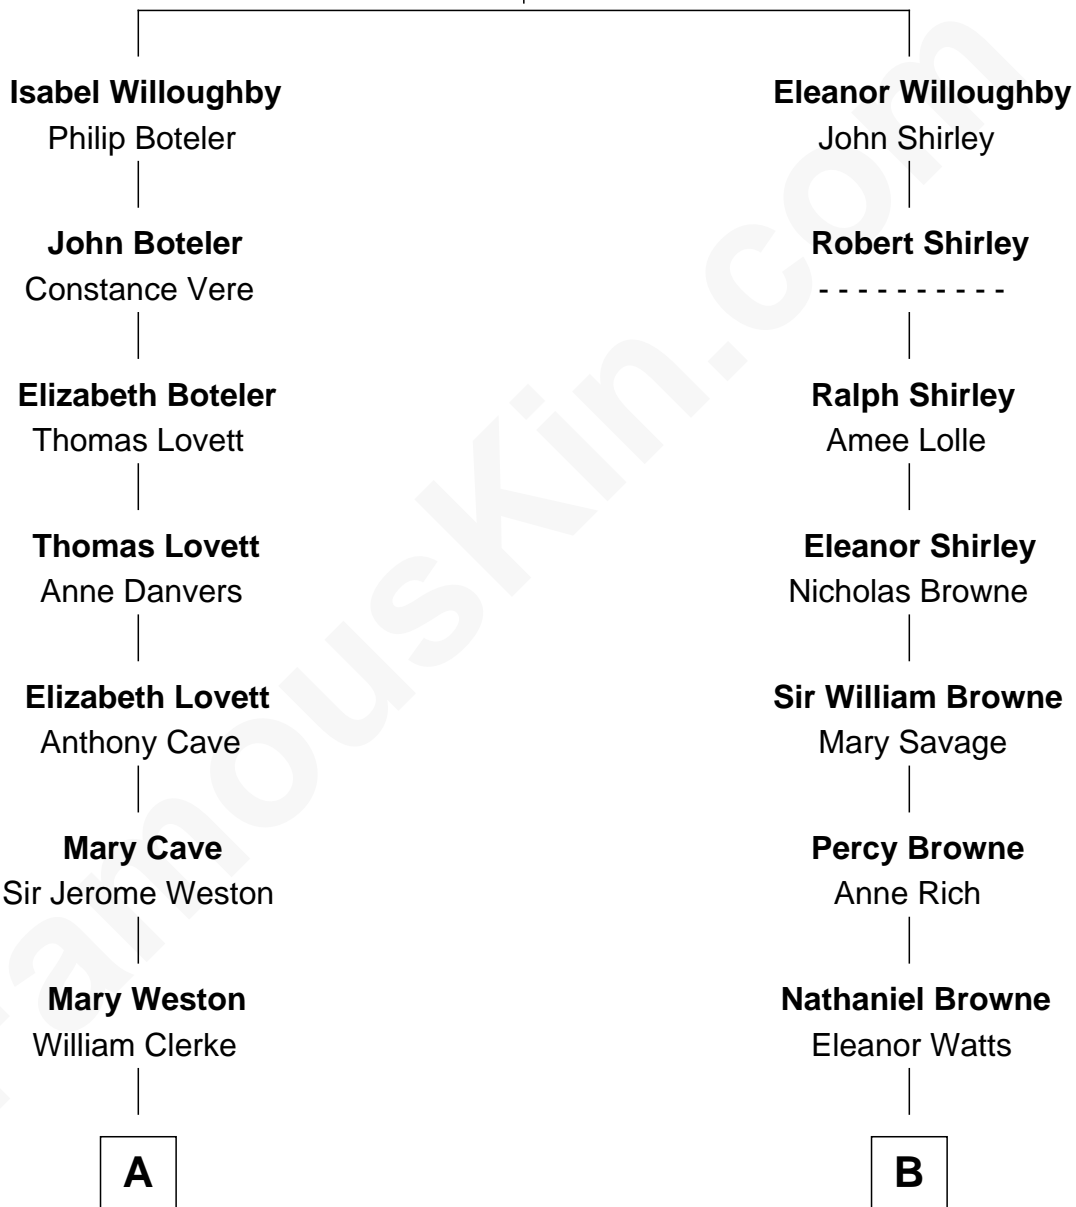 Isabel Willoughby
Philip Boteler
John Boteler
Constance Vere
Elizabeth Boteler
Thomas Lovett
Thomas Lovett
Anne Danvers
Elizabeth Lovett
Anthony Cave
Mary Cave
Sir Jerome Weston
Mary Weston
William Clerke
A
Eleanor Willoughby
John Shirley
Robert Shirley
- - - - - - - - - -
Ralph Shirley
Amee Lolle
Eleanor Shirley
Nicholas Browne
Sir William Browne
Mary Savage
Percy Browne
Anne Rich
Nathaniel Browne
Eleanor Watts
B
FamousKin.com